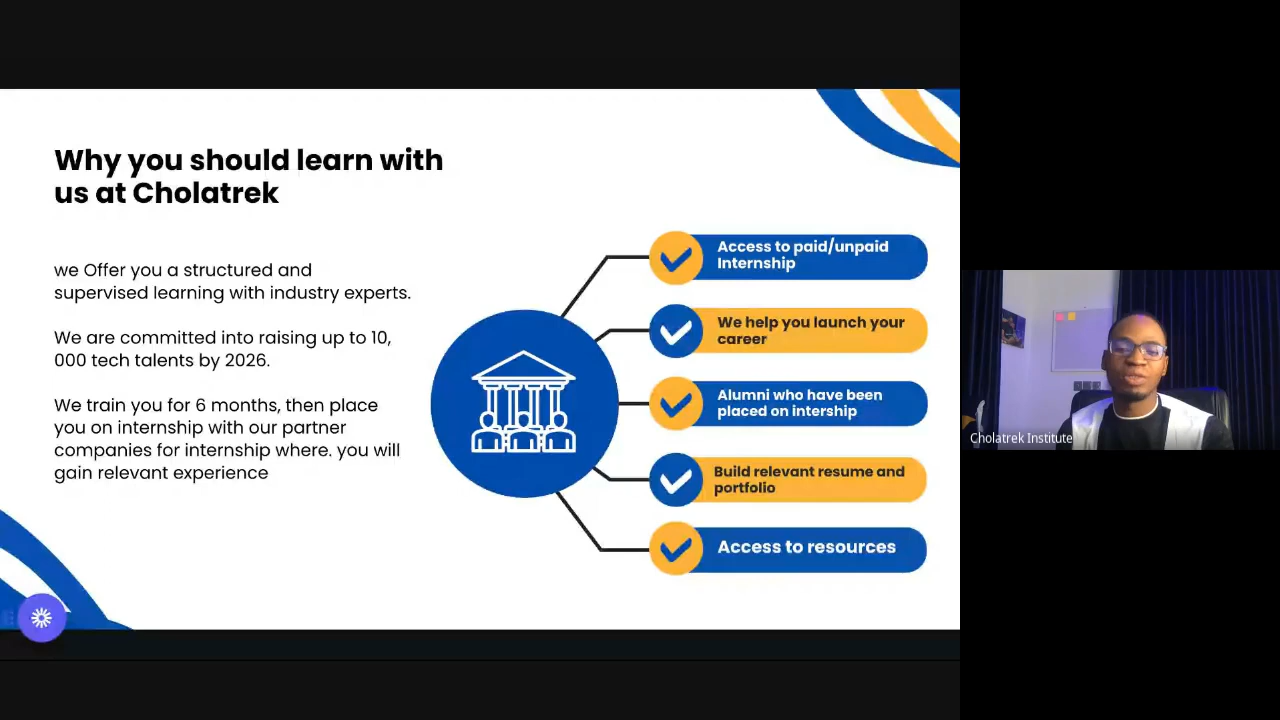 Why you should learn with
us at Cholatrek
we Offer you a structured and
supervised learning with industry experts.
We are committed into raising up to 10,
000 tech talents by 2026.
We train you for 6 months, then place
you on internship with our partner
companies for internship where. you will
gain relevant experience
Access to paid/unpaid
Internship
We help you launch your
career
Alumni who have been
placed on intership
Build relevant resume and
portfolio
Access to resources
Cholatrek Institute